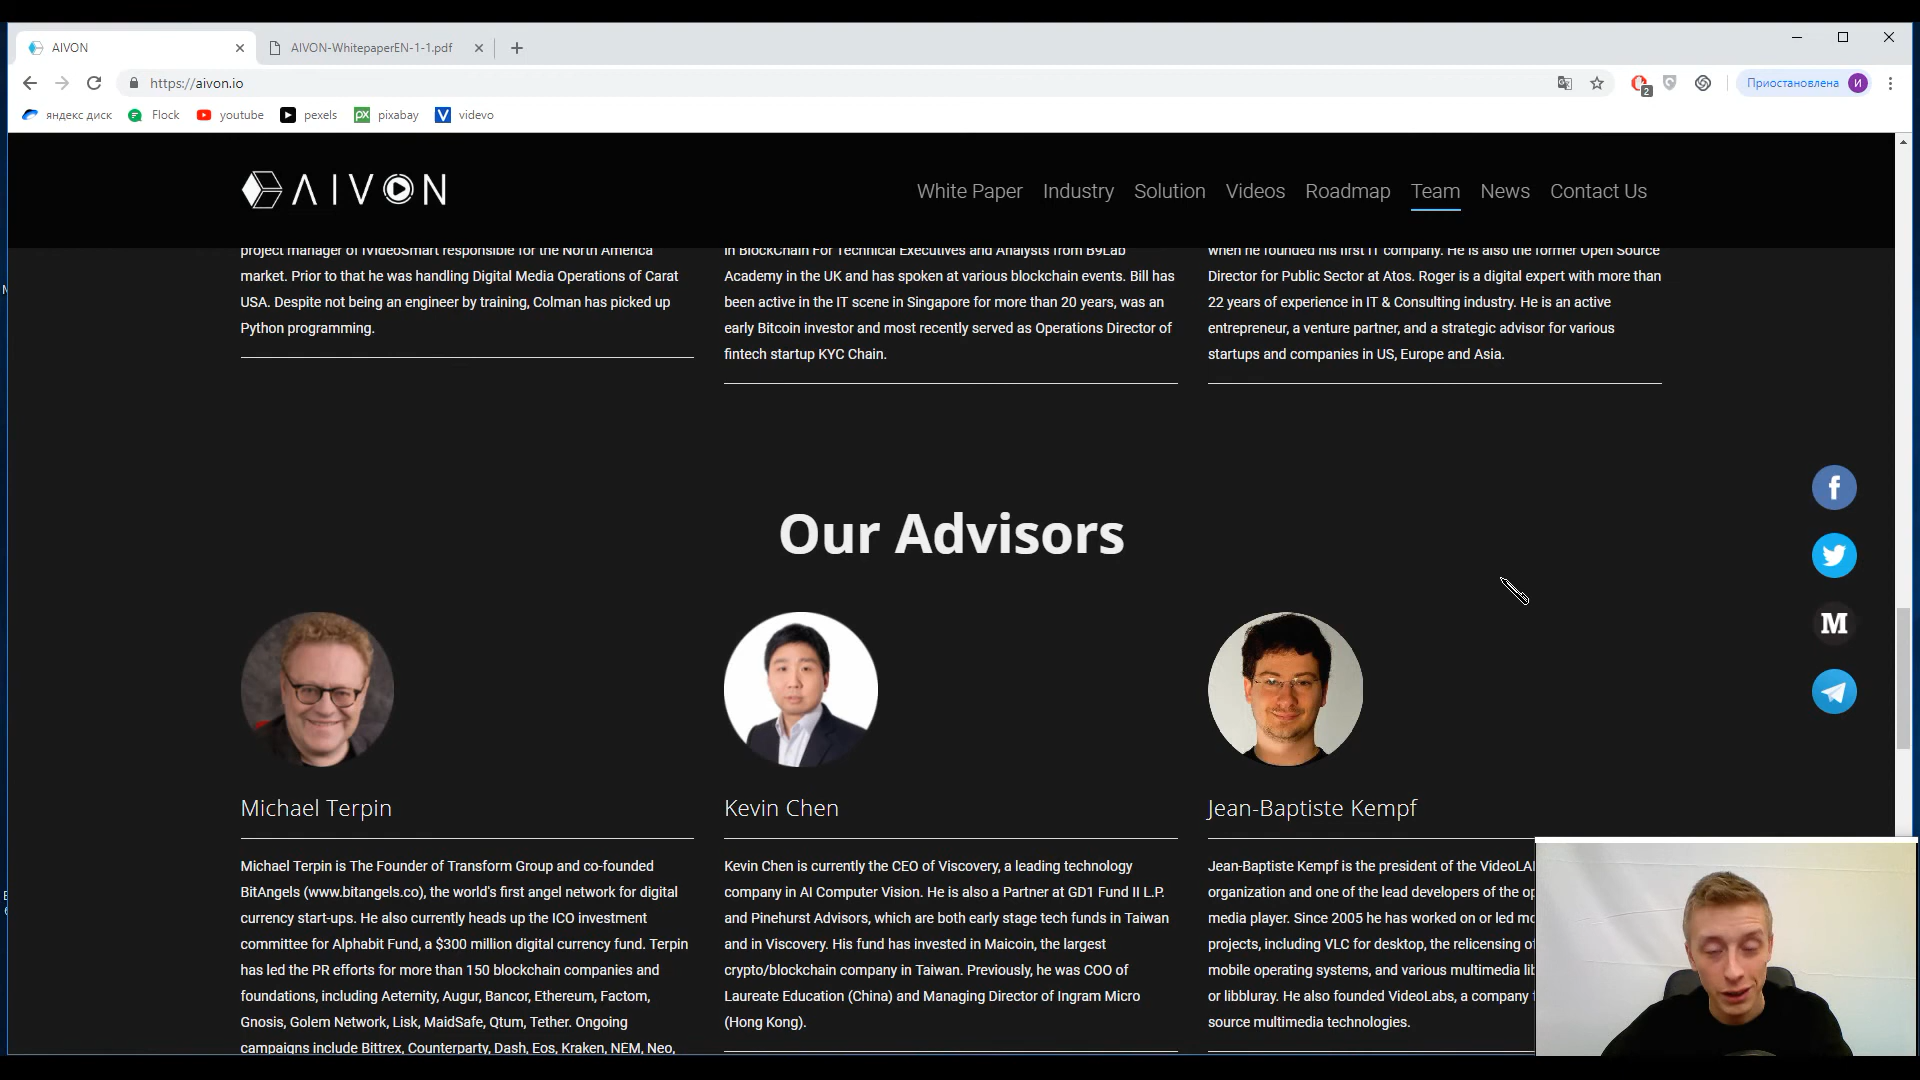 AIVON
AIVON-WhitepaperEN-1-1.pdf
https://aivon.io
2
Приостановлена
И
яндекс диск
Flock
youtube
px
pexels
pixabay
V
videvo
AIVON
White Paper
Industry
Solution
Videos
Roadmap
Team
News
Contact Us
project manager of iVideoSmart responsible for the North America
market. Prior to that he was handling Digital Media Operations of Carat
USA. Despite not being an engineer by training, Colman has picked up
Python programming.
in BlockChain For Technical Executives and Analysts from B9Lab
Academy in the UK and has spoken at various blockchain events. Bill has
been active in the IT scene in Singapore for more than 20 years, was an
early Bitcoin investor and most recently served as Operations Director of
fintech startup KYC Chain.
when he founded his first IT company. He is also the former Open Source
Director for Public Sector at Atos. Roger is a digital expert with more than
22 years of experience in IT & Consulting industry. He is an active
entrepreneur, a venture partner, and a strategic advisor for various
startups and companies in US, Europe and Asia.
Our Advisors
Michael Terpin
Michael Terpin is The Founder of Transform Group and co-founded
BitAngels (www.bitangels.co), the world's first angel network for digital
currency start-ups. He also currently heads up the ICO investment
committee for Alphabit Fund, a $300 million digital currency fund. Terpin
has led the PR efforts for more than 150 blockchain companies and
foundations, including Aeternity, Augur, Bancor, Ethereum, Factom,
Gnosis, Golem Network, Lisk, MaidSafe, Qtum, Tether. Ongoing
campaigns include Bittrex, Counterparty, Dash, Eos, Kraken, NEM, Neo,
Kevin Chen
Kevin Chen is currently the CEO of Viscovery, a leading technology
company in AI Computer Vision. He is also a Partner at GD1 Fund II L.P.
and Pinehurst Advisors, which are both early stage tech funds in Taiwan
and in Viscovery. His fund has invested in Maicoin, the largest
crypto/blockchain company in Taiwan. Previously, he was COO of
Laureate Education (China) and Managing Director of Ingram Micro
(Hong Kong).
Jean-Baptiste Kempf
Jean-Baptiste Kempf is the president of the VideoLA
organization and one of the lead developers of the op
media player. Since 2005 he has worked on or led mo
projects, including VLC for desktop, the relicensing of
mobile operating systems, and various multimedia lib
or libbluray. He also founded VideoLabs, a company f
source multimedia technologies.
f
M